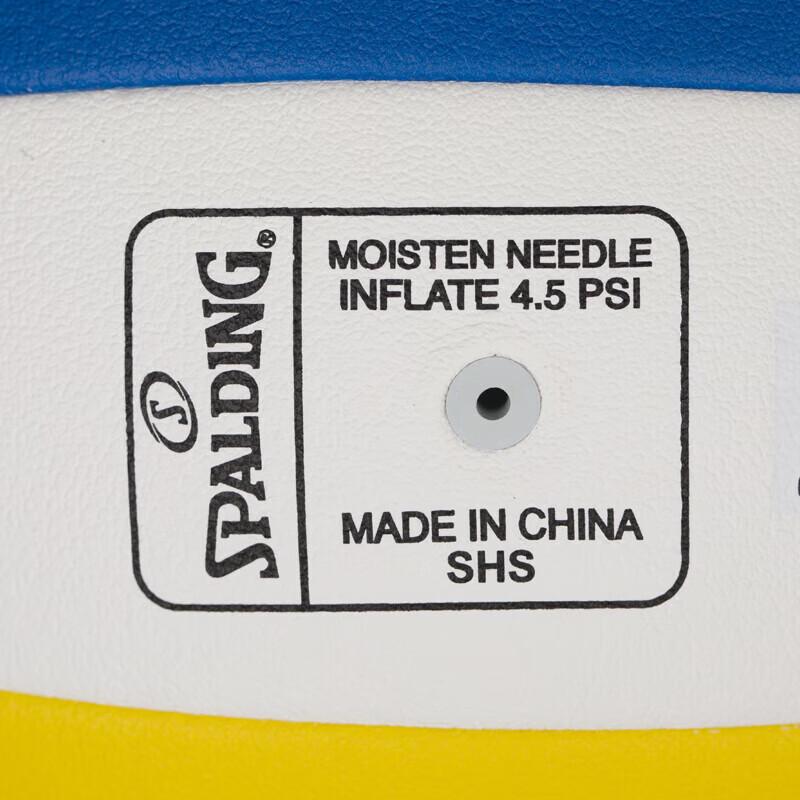 SPALDING®
MOISTEN NEEDLE
INFLATE 4.5 PSI
MADE IN CHINA
SHS